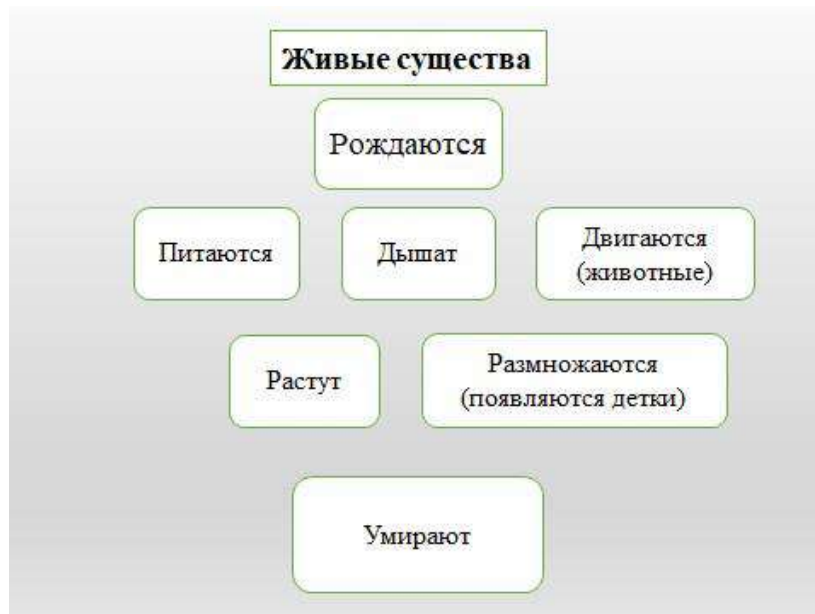 Живые существа
Рождаются
Питаются
Дышат
Двигаются
(животные)
Растут
Размножаются
(появляются детки)
Умирают